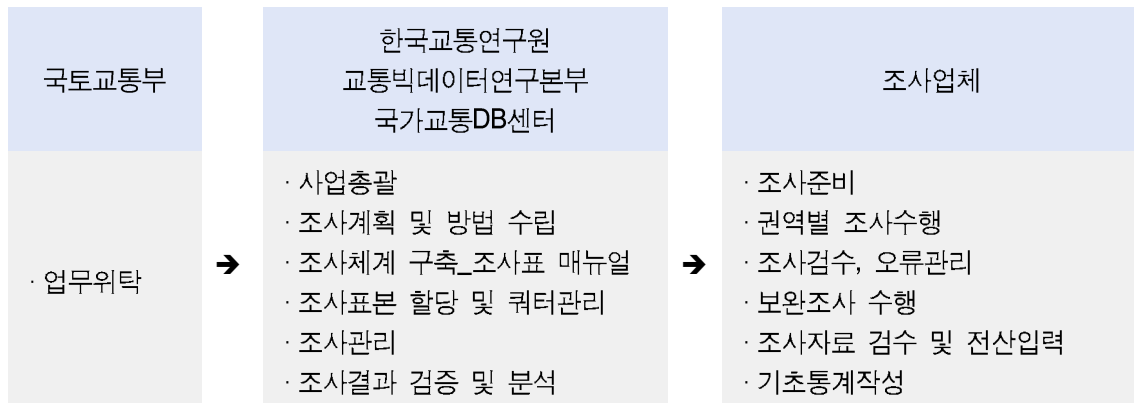 국토교통부
한국교통연구원
교통빅데이터연구본부
국가교통DB센터
조사업체
· 업무위탁
➔
· 사업총괄
· 조사계획 및 방법 수립
· 조사체계 구축_조사표 매뉴얼
· 조사표본 할당 및 쿼터관리
· 조사관리
· 조사결과 검증 및 분석
➔
· 조사준비
· 권역별 조사수행
· 조사검수, 오류관리
· 보완조사 수행
· 조사자료 검수 및 전산입력
· 기초통계작성